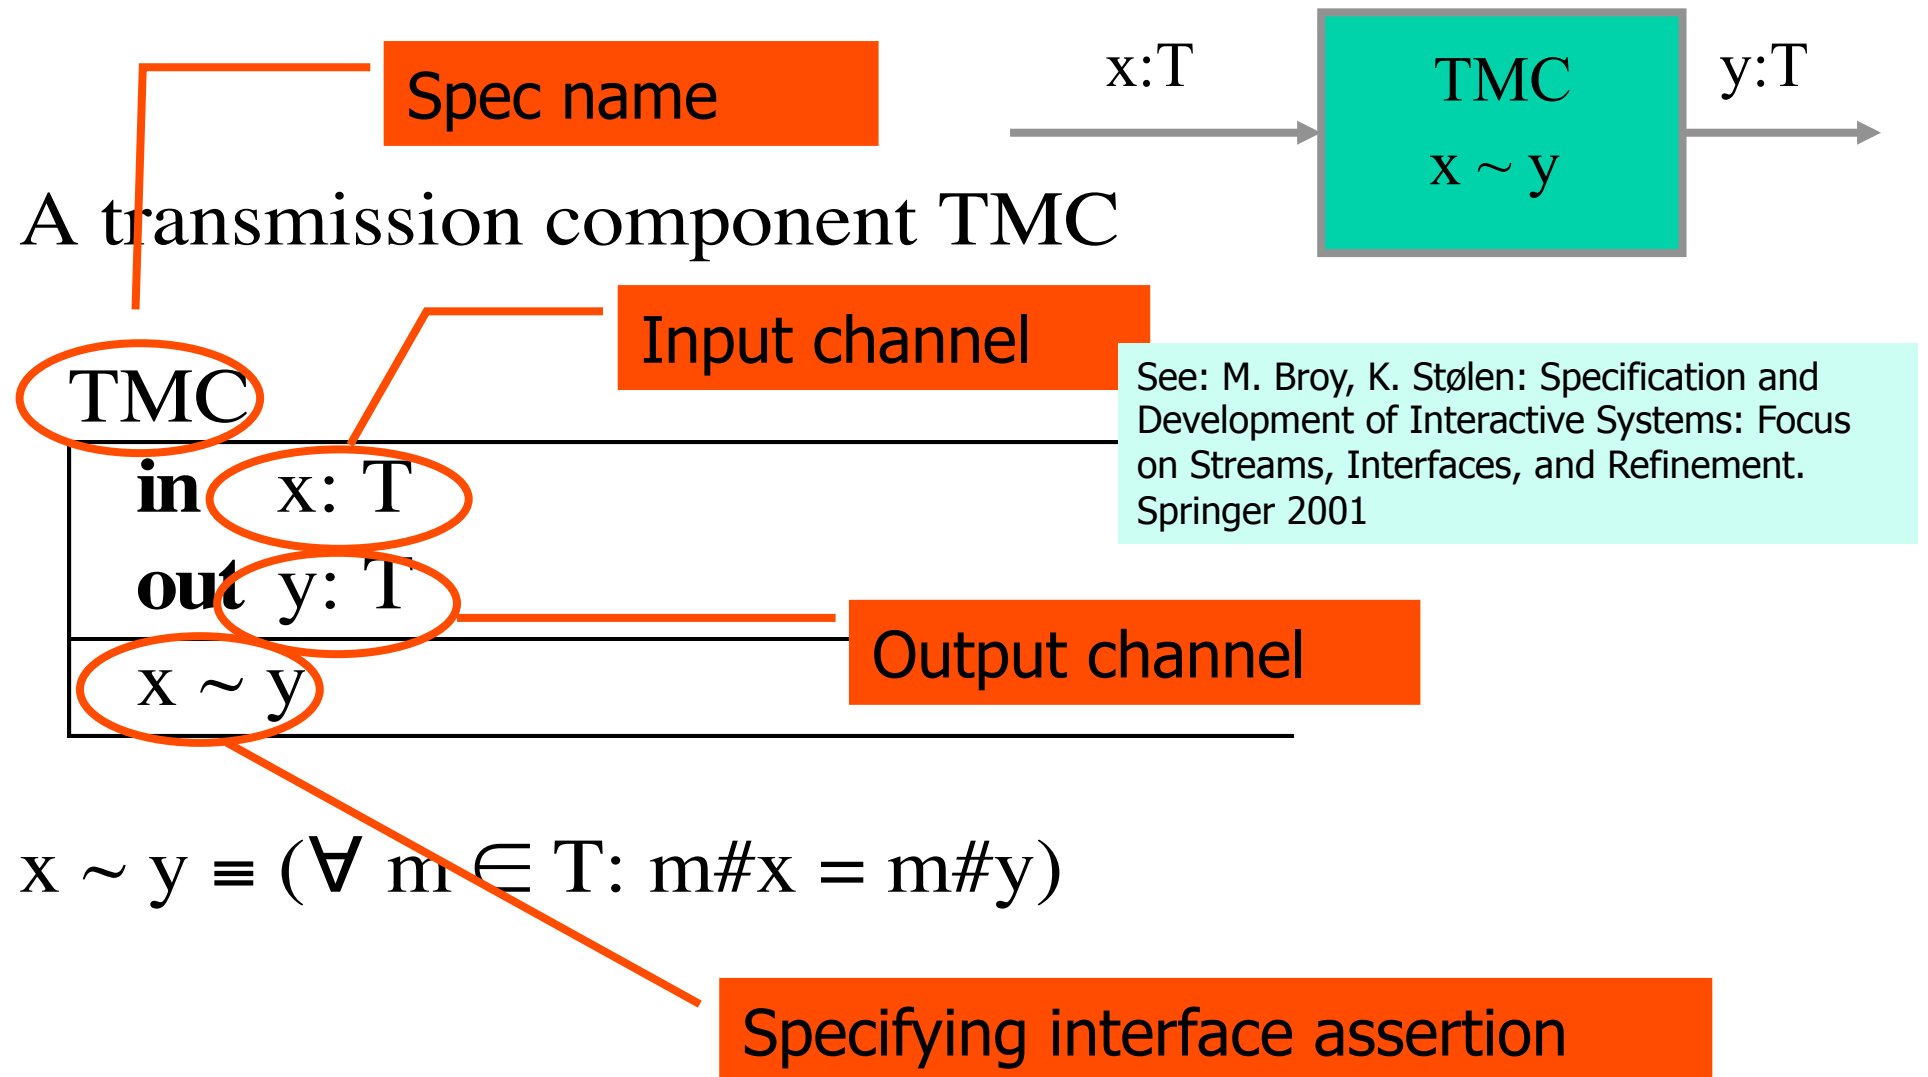 Spec name
x:T
TMC
x ~ y
y:T
A transmission component TMC
Input channel
TMC
in x: T
out y: T
x ~ y
See: M. Broy, K. Stølen: Specification and
Development of Interactive Systems: Focus
on Streams, Interfaces, and Refinement.
Springer 2001
Output channel
x ~ y ≡ (∀ m ∈ T: m#x = m#y)
Specifying interface assertion